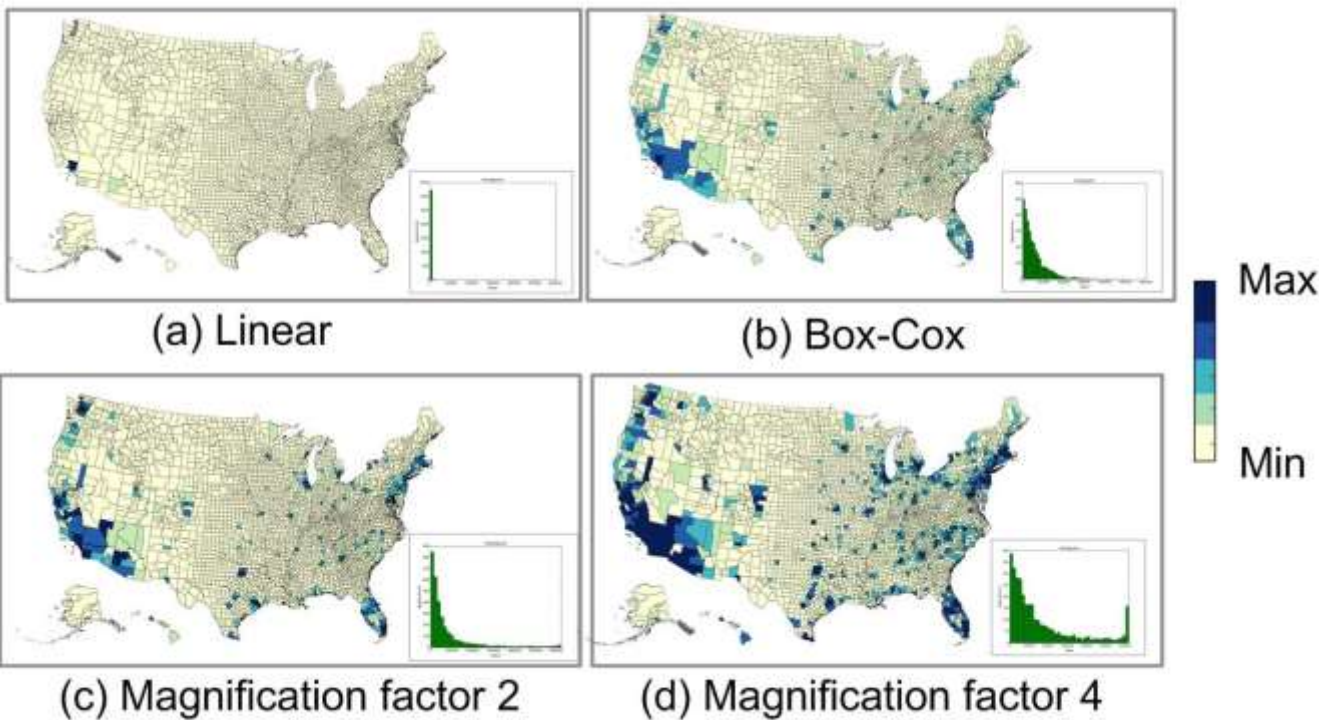 (a) Linear
(b) Box-Cox
Max
Min
(c) Magnification factor 2
(d) Magnification factor 4